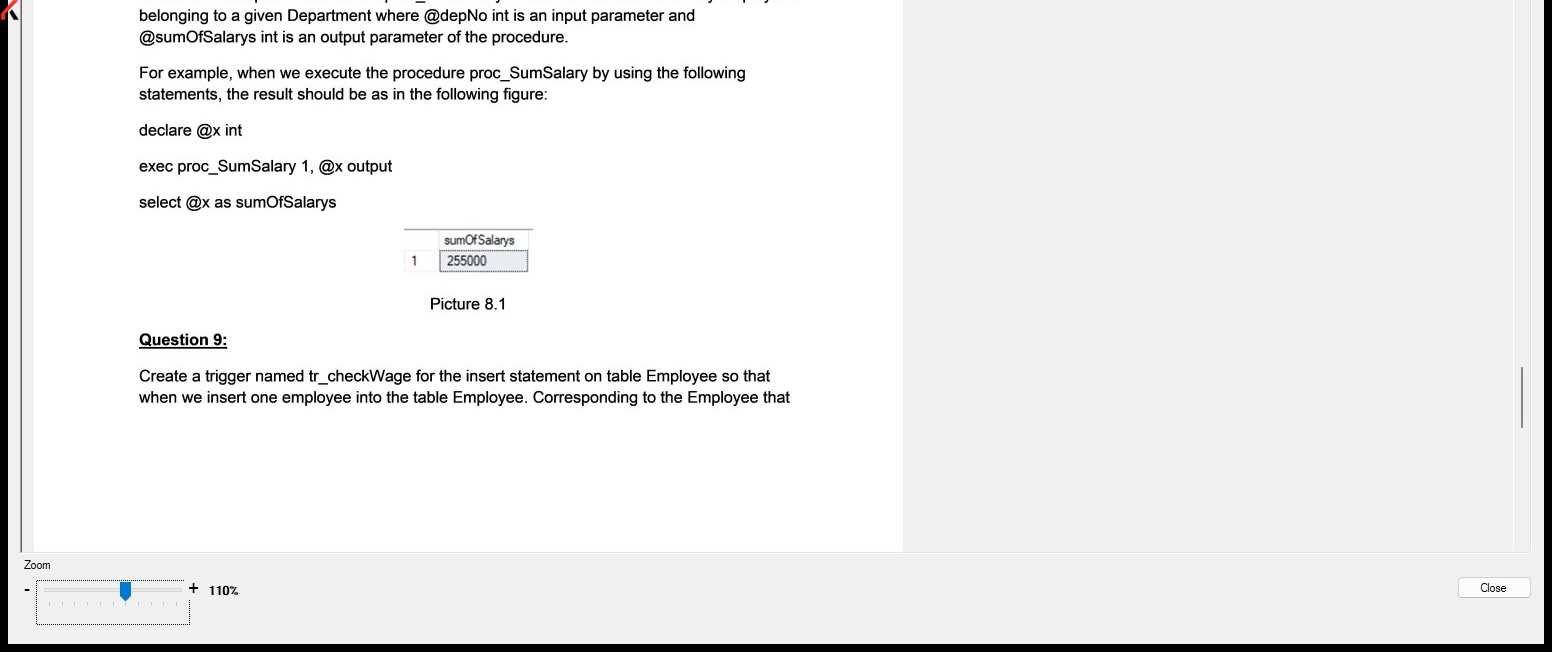 belonging to a given Department where @depNo int is an input parameter and
@sumOfSalarys int is an output parameter of the procedure.
For example, when we execute the procedure proc_SumSalary by using the following
statements, the result should be as in the following figure:
declare @x int
exec proc_SumSalary 1, @x output
select @x as sumOfSalarys
sumOfSalarys
1 255000
Picture 8.1
Question 9:
Create a trigger named tr_checkWage for the insert statement on table Employee so that
when we insert one employee into the table Employee. Corresponding to the Employee that
Zoom
- + 110%
Close